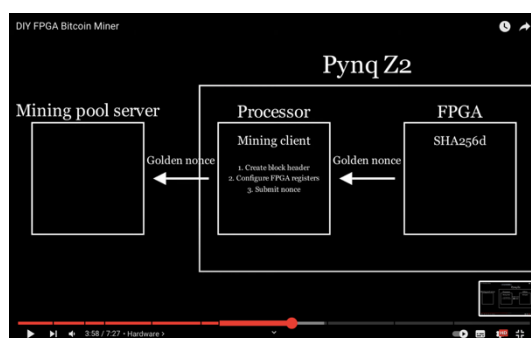 DIY FPGA Bitcoin Miner
Pynq Z2
Mining pool server
Processor
FPGA
Mining client
SHA256d
Golden nonce
Golden nonce
1. Create block header
2. Configure FPGA registers
3. Submit nonce
3:58 / 7:27 • Hardware >